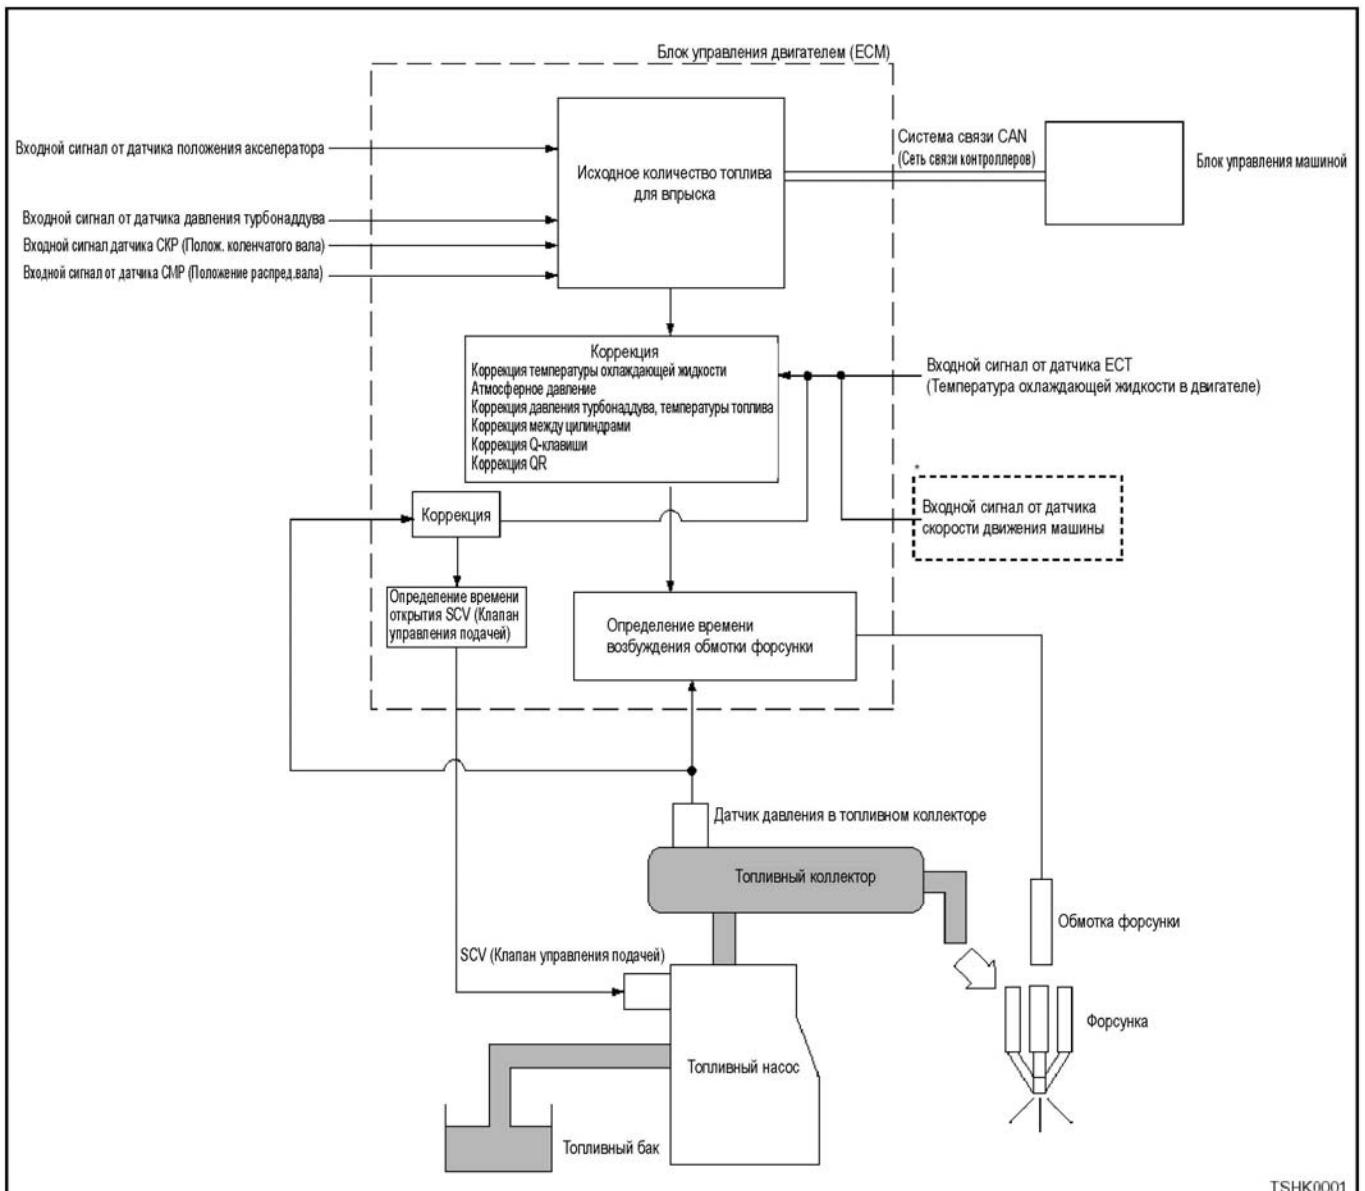 Блок управления двигателем (ECM)
Входной сигнал от датчика положения акселератора
Исходное количество топлива
для впрыска
Система связи CAN
(Сеть связи контроллеров)
Блок управления машиной
Входной сигнал от датчика давления турбонаддува
Входной сигнал датчика СКР (Полож. коленчатого вала)
Входной сигнал от датчика СМР (Положение распред.вала)
Коррекция
Коррекция температуры охлаждающей жидкости
Атмосферное давление
Коррекция давления турбонаддува, температуры топлива
Коррекция между цилиндрами
Коррекция Q-клавиши
Коррекция QR
Входной сигнал от датчика ECT
(Температура охлаждающей жидкости в двигателе)
*
Входной сигнал от датчика
скорости движения машины
Коррекция
Определение времени
открытия SCV (Клапан
управления подачей)
Определение времени
возбуждения обмотки форсунки
Датчик давления в топливном коллекторе
Топливный коллектор
Обмотка форсунки
SCV (Клапан управления подачей)
Форсунка
Топливный насос
Топливный бак
TSHK0001